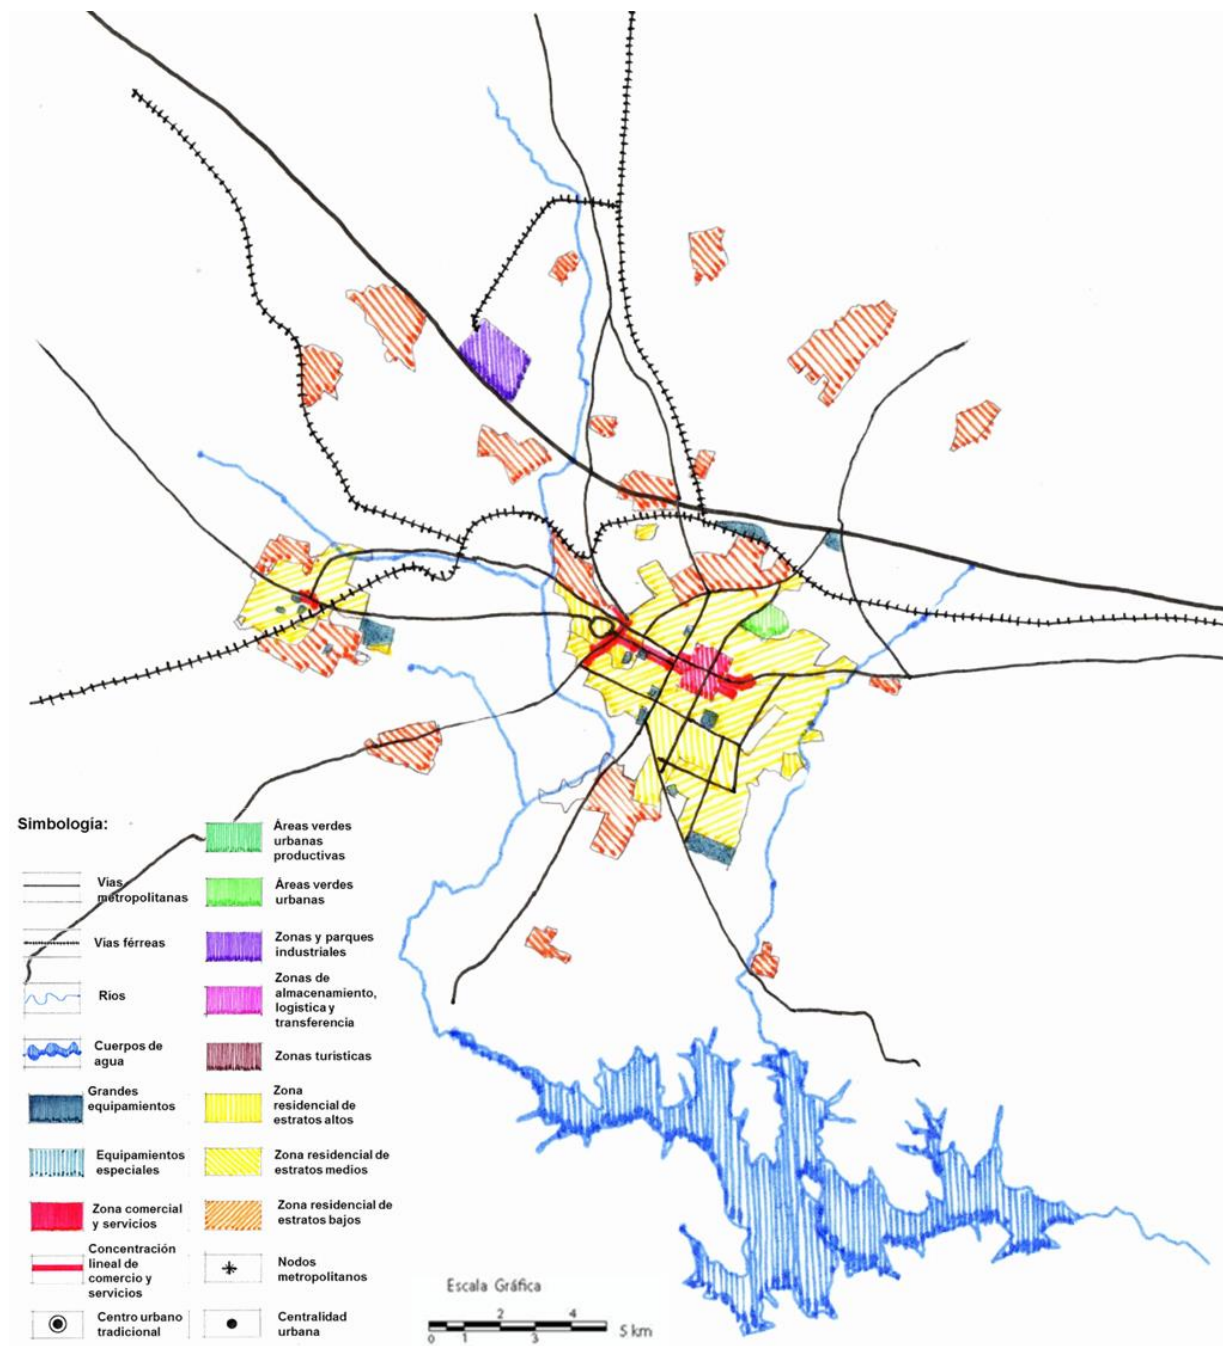 Simbología:
Vías
metropolitanas
Vías férreas
Ríos
Cuerpos de
agua
Grandes
equipamientos
Equipamientos
especiales
Zona comercial
y servicios
Concentración
lineal de
comercio y
servicios
Centro urbano
tradicional
Áreas verdes
urbanas
productivas
Áreas verdes
urbanas
Zonas y parques
industriales
Zonas de
almacenamiento,
logística y
transferencia
Zonas turísticas
Zona
residencial de
estratos altos
Zona residencial de
estratos medios
Zona residencial de
estratos bajos
Nodos
metropolitanos
Centralidad
urbana
Escala Gráfica
2 4
0 1 3 5 km